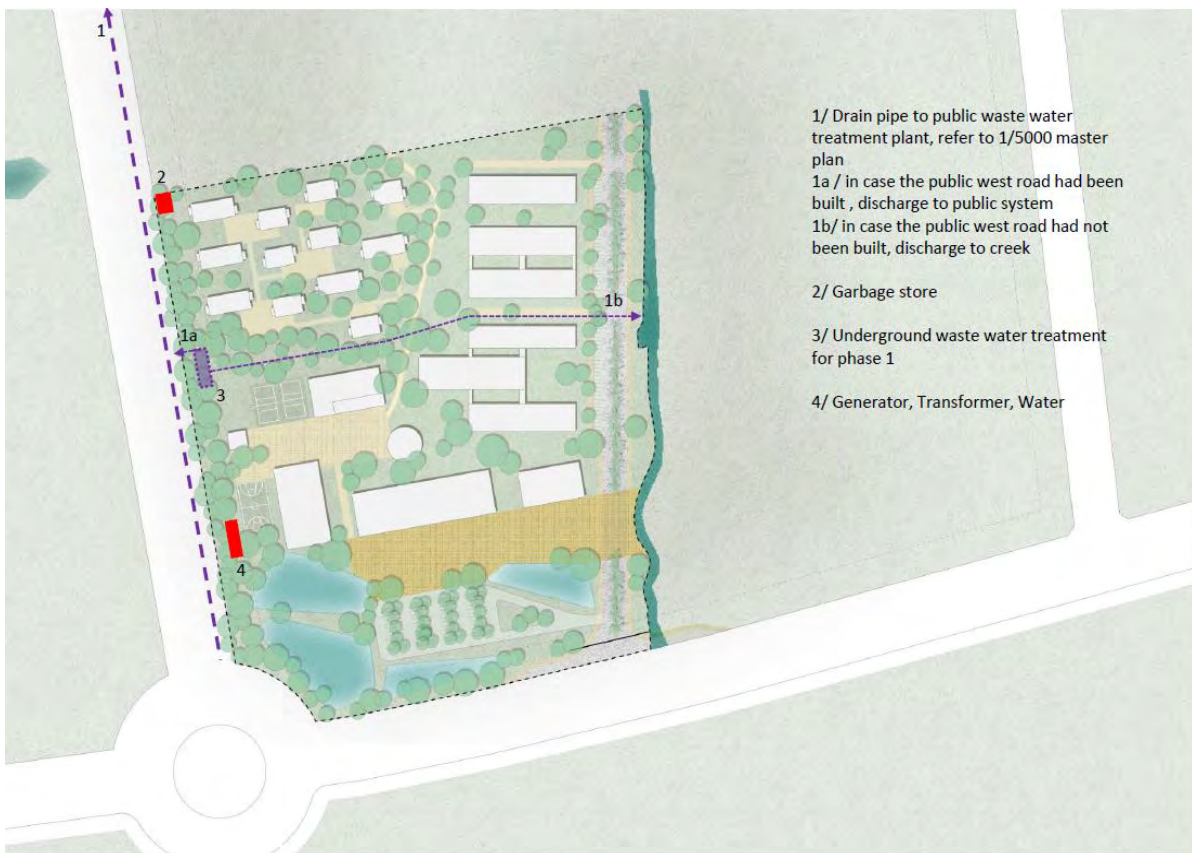 1
2
1a
1b
3
4
1/ Drain pipe to public waste water
treatment plant, refer to 1/5000 master
plan
1a / in case the public west road had been
built , discharge to public system
1b/ in case the public west road had not
been built, discharge to creek
2/ Garbage store
3/ Underground waste water treatment
for phase 1
4/ Generator, Transformer, Water